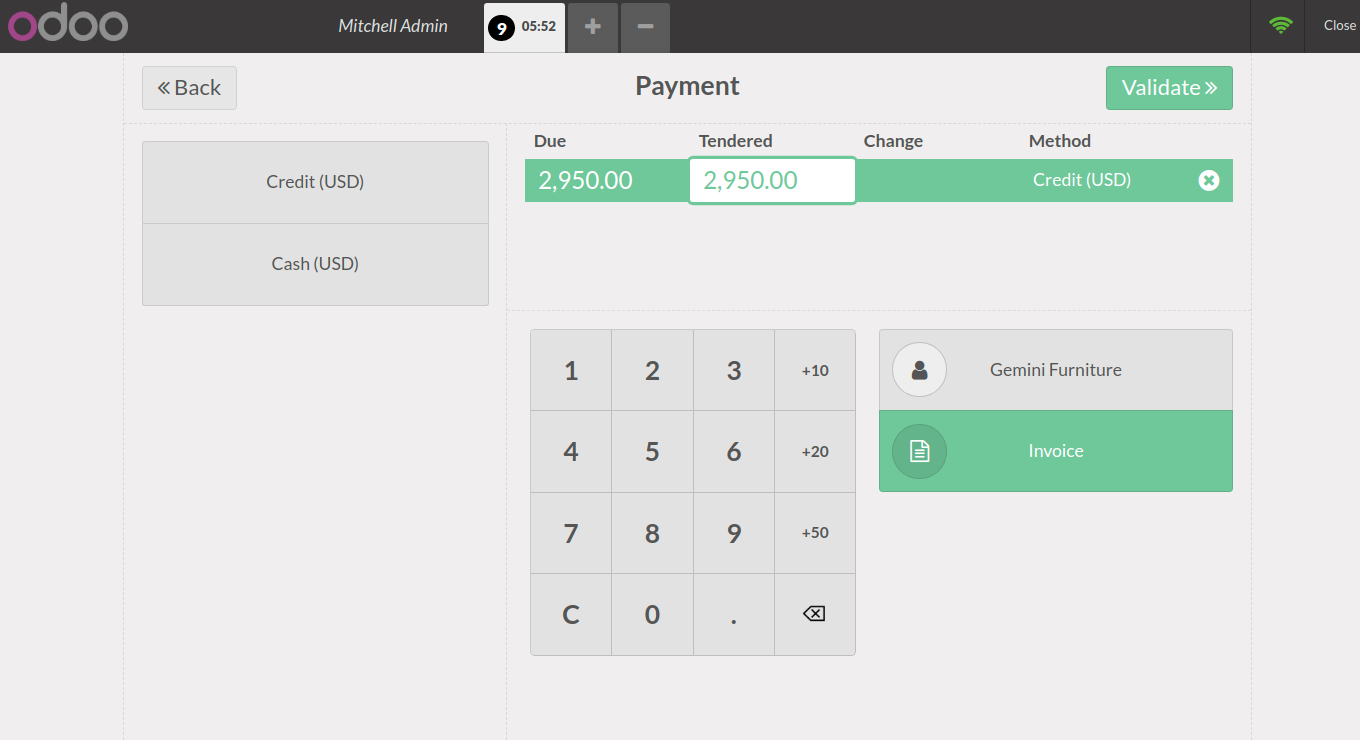 odoo Mitchell Admin 9 05:52 + − Close
« Back Payment Validate »
Due Tendered Change Method
2,950.00 2,950.00 Credit (USD)
Credit (USD)
Cash (USD)
1 2 3 +10
4 5 6 +20
7 8 9 +50
C 0 .
Gemini Furniture
Invoice